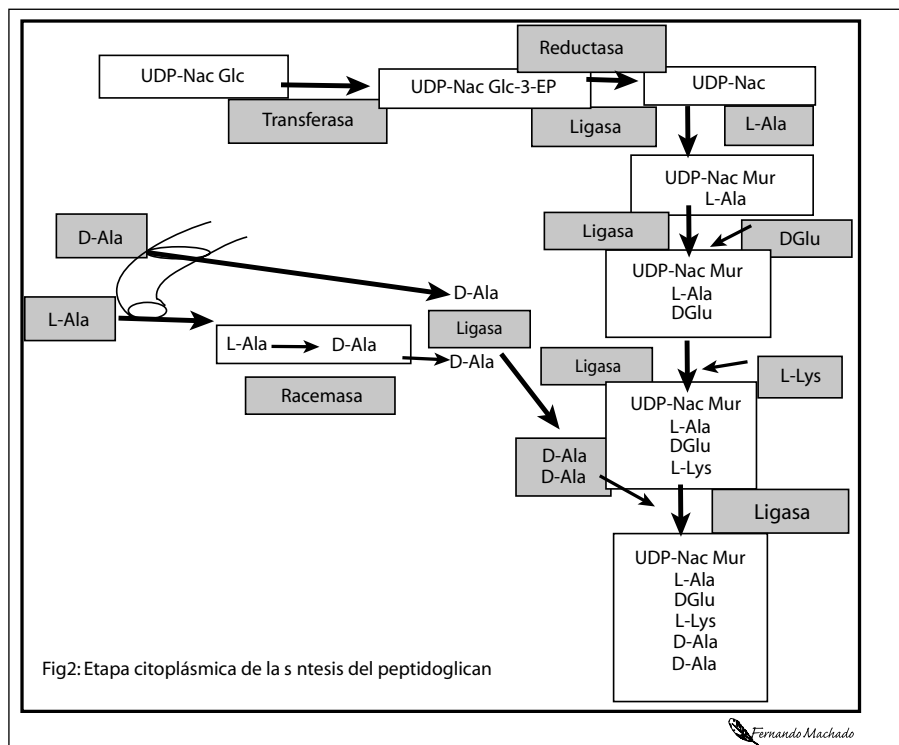 Reductasa
UDP-Nac Glc
UDP-Nac Glc-3-EP
UDP-Nac
Transferasa
Ligasa
L-Ala
UDP-Nac Mur
L-Ala
Ligasa
DGlu
D-Ala
UDP-Nac Mur
L-Ala
DGlu
D-Ala
L-Ala
Ligasa
L-Ala
D-Ala
D-Ala
Racemasa
Ligasa
L-Lys
UDP-Nac Mur
L-Ala
DGlu
L-Lys
D-Ala
D-Ala
Ligasa
UDP-Nac Mur
L-Ala
DGlu
L-Lys
D-Ala
D-Ala
Fig2: Etapa citoplásmica de la s ntesis del peptidoglican
Fernando Machado